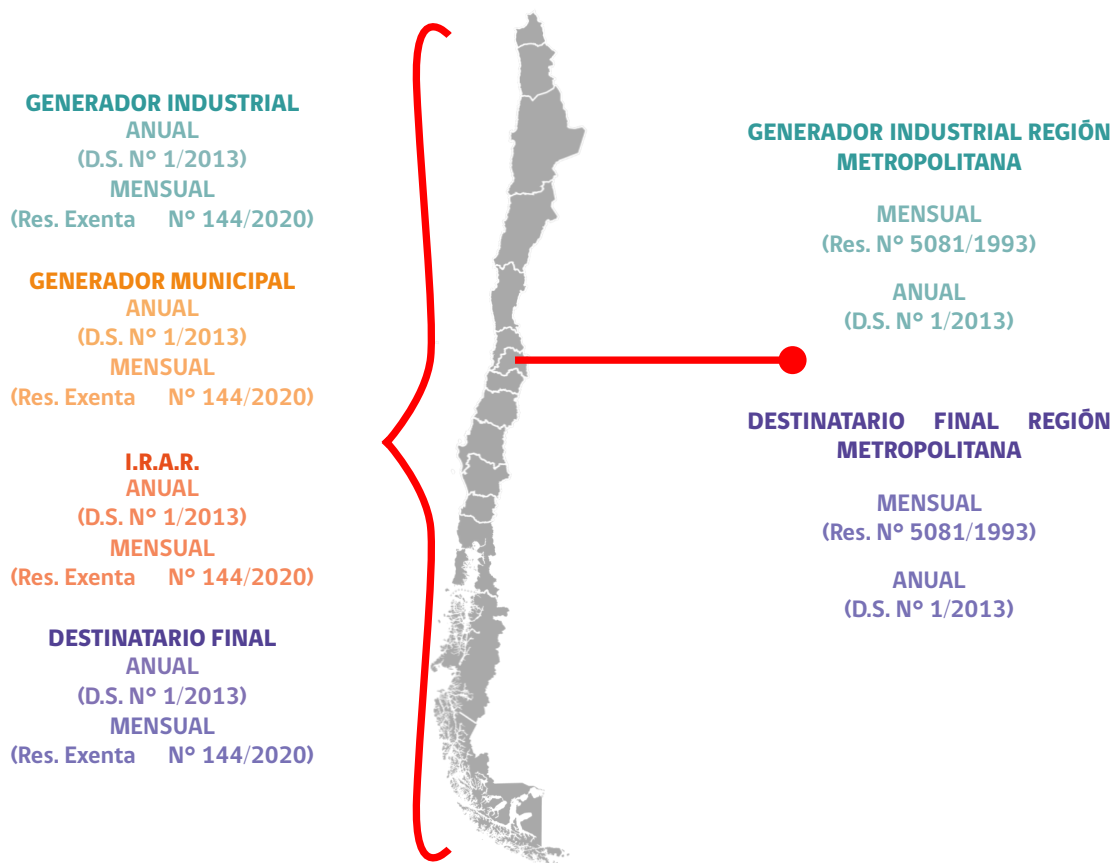 GENERADOR INDUSTRIAL
ANUAL
(D.S. N° 1/2013)
MENSUAL
(Res. Exenta N° 144/2020)
GENERADOR MUNICIPAL
ANUAL
(D.S. N° 1/2013)
MENSUAL
(Res. Exenta N° 144/2020)
I.R.A.R.
ANUAL
(D.S. N° 1/2013)
MENSUAL
(Res. Exenta N° 144/2020)
DESTINATARIO FINAL
ANUAL
(D.S. N° 1/2013)
MENSUAL
(Res. Exenta N° 144/2020)
GENERADOR INDUSTRIAL REGIÓN
METROPOLITANA
MENSUAL
(Res. N° 5081/1993)
ANUAL
(D.S. N° 1/2013)
DESTINATARIO FINAL REGIÓN
METROPOLITANA
MENSUAL
(Res. N° 5081/1993)
ANUAL
(D.S. N° 1/2013)